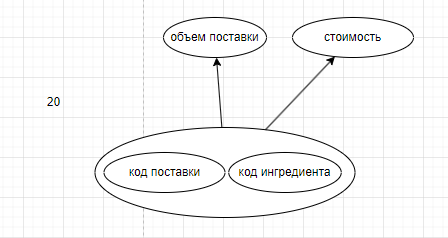 объем поставки
стоимость
20
код поставки
код ингредиента